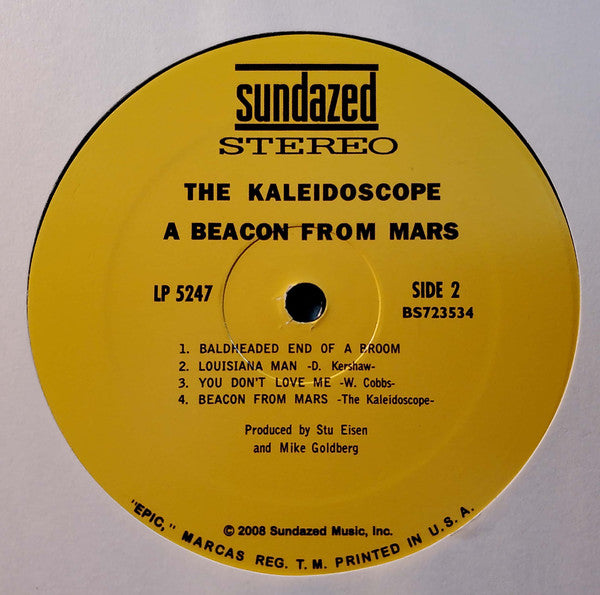 sundazed
STEREO
THE KALEIDOSCOPE
A BEACON FROM MARS
LP 5247
SIDE 2
BS723534
1. BALDHEADED END OF A BROOM
2. LOUISIANA MAN -D. Kershaw-
3. YOU DON'T LOVE ME -W. Cobbs-
4. BEACON FROM MARS -The Kaleidoscope-
Produced by Stu Eisen
and Mike Goldberg
© 2008 Sundazed Music, Inc.
"EPIC," MARCAS REG. T. M. PRINTED IN U. S. A.